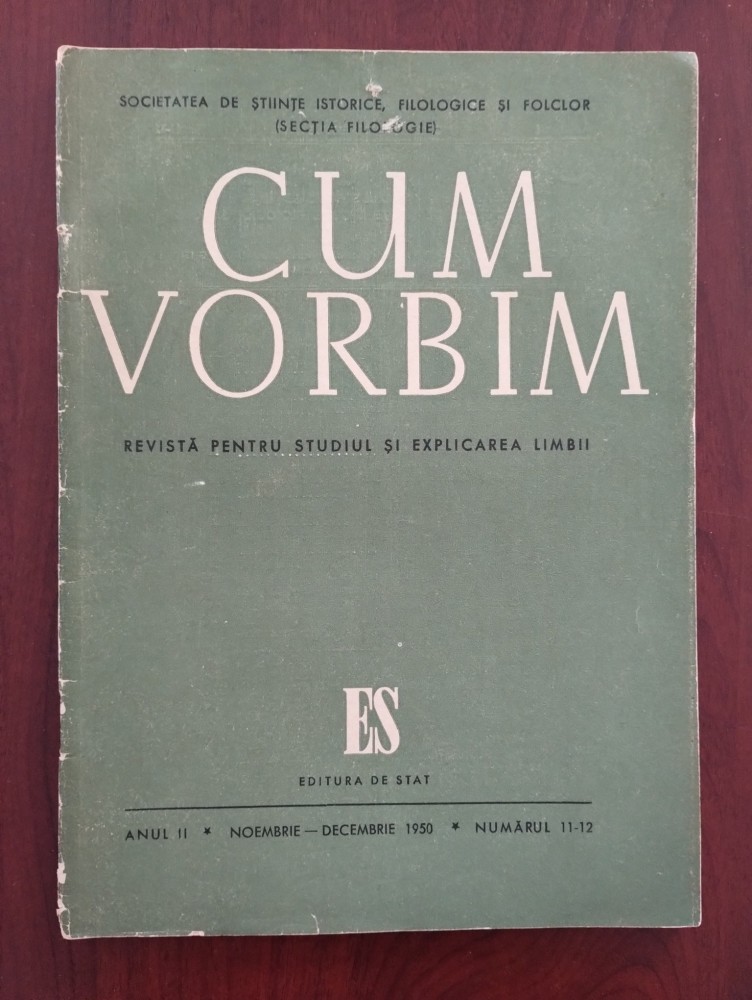 SOCIETATEA DE ȘTIINȚE ISTORICE, FILOLOGICE ȘI FOLCLOR
(SECȚIA FILOLOGIE)
CUM
VORBIM
REVISTĂ PENTRU STUDIUL ȘI EXPLICAREA LIMBII
ES
EDITURA DE STAT
ANUL II * NOEMBRIE — DECEMBRIE 1950 * NUMĂRUL 11-12